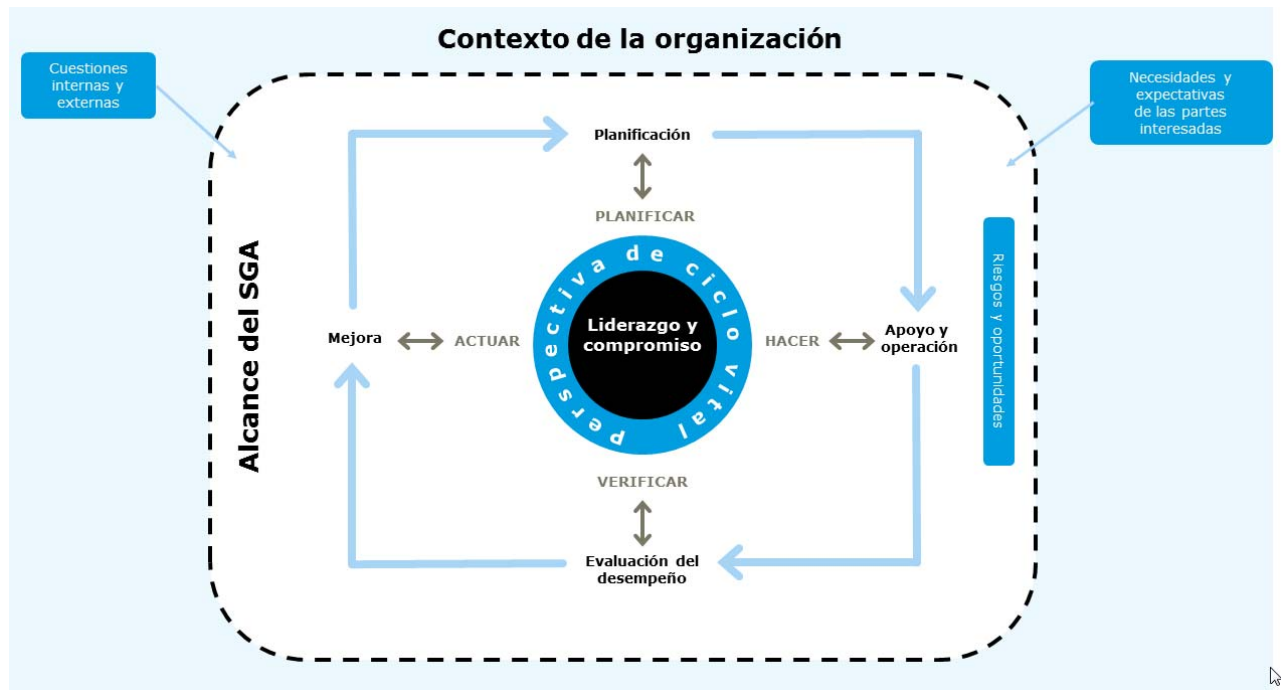 Contexto de la organización
Cuestiones
internas y
externas
Necesidades y
expectativas
de las partes
interesadas
Planificación
PLANIFICAR
Alcance del SGA
perspectiva de ciclo vital
Liderazgo y
compromiso
Mejora
ACTUAR
HACER
Apoyo y
operación
Riesgos y oportunidades
VERIFICAR
Evaluación del
desempeño